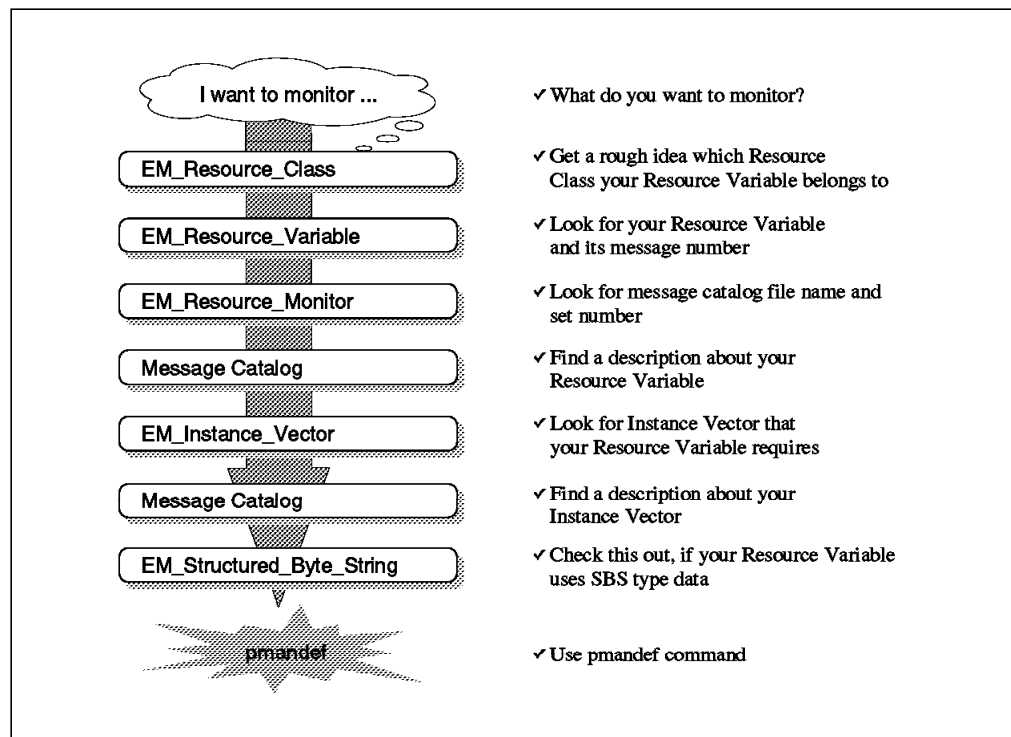 I want to monitor ...
✓ What do you want to monitor?
EM_Resource_Class
✓ Get a rough idea which Resource
Class your Resource Variable belongs to
EM_Resource_Variable
✓ Look for your Resource Variable
and its message number
EM_Resource_Monitor
✓ Look for message catalog file name and
set number
Message Catalog
✓ Find a description about your
Resource Variable
EM_Instance_Vector
✓ Look for Instance Vector that
your Resource Variable requires
Message Catalog
✓ Find a description about your
Instance Vector
EM_Structured_Byte_String
✓ Check this out, if your Resource Variable
uses SBS type data
pmandef
✓ Use pmandef command